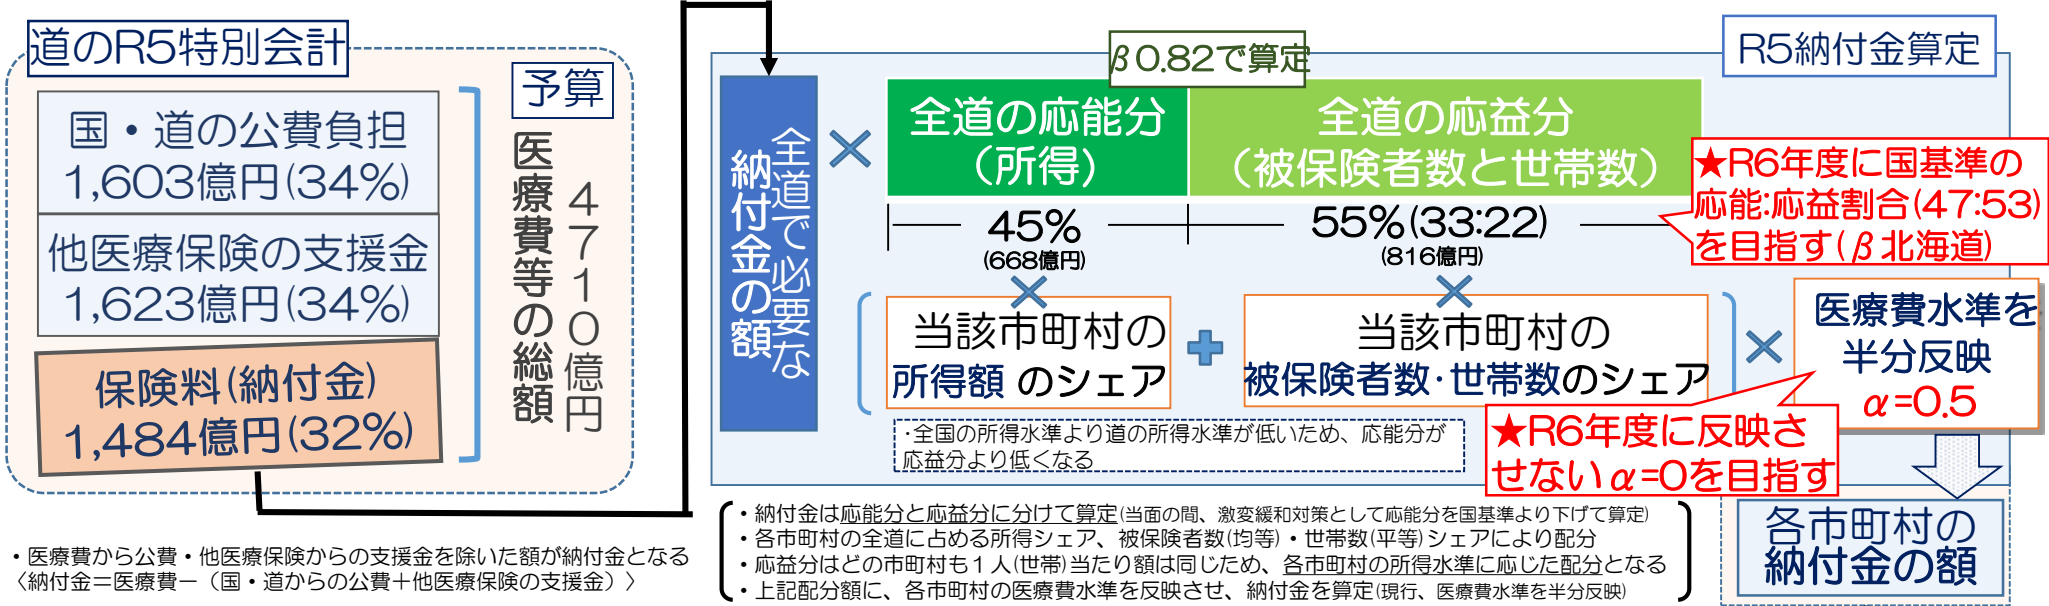 道のR5特別会計
予算
国・道の公費負担
1,603億円(34%)
他医療保険の支援金
1,623億円(34%)
保険料(納付金)
1,484億円(32%)
医療費等の総額
4710億円
・医療費から公費・他医療保険からの支援金を除いた額が納付金となる
〈納付金＝医療費－（国・道からの公費＋他医療保険の支援金）〉
R5納付金算定
β0.82で算定
全道で必要な
納付金の額
全道の応能分
（所得）
全道の応益分
（被保険者数と世帯数）
45%
(668億円)
55%(33:22)
(816億円)
★R6年度に国基準の
応能:応益割合(47:53)
を目指す(β北海道)
当該市町村の
所得額 のシェア
当該市町村の
被保険者数・世帯数のシェア
医療費水準を
半分反映
α=0.5
・全国の所得水準より道の所得水準が低いため、応能分が
応益分より低くなる
★R6年度に反映さ
せないα=0を目指す
各市町村の
納付金の額
・納付金は応能分と応益分に分けて算定(当面の間、激変緩和対策として応能分を国基準より下げて算定)
・各市町村の全道に占める所得シェア、被保険者数(均等)・世帯数(平等)シェアにより配分
・応益分はどの市町村も１人(世帯)当たり額は同じため、各市町村の所得水準に応じた配分となる
・上記配分額に、各市町村の医療費水準を反映させ、納付金を算定(現行、医療費水準を半分反映)